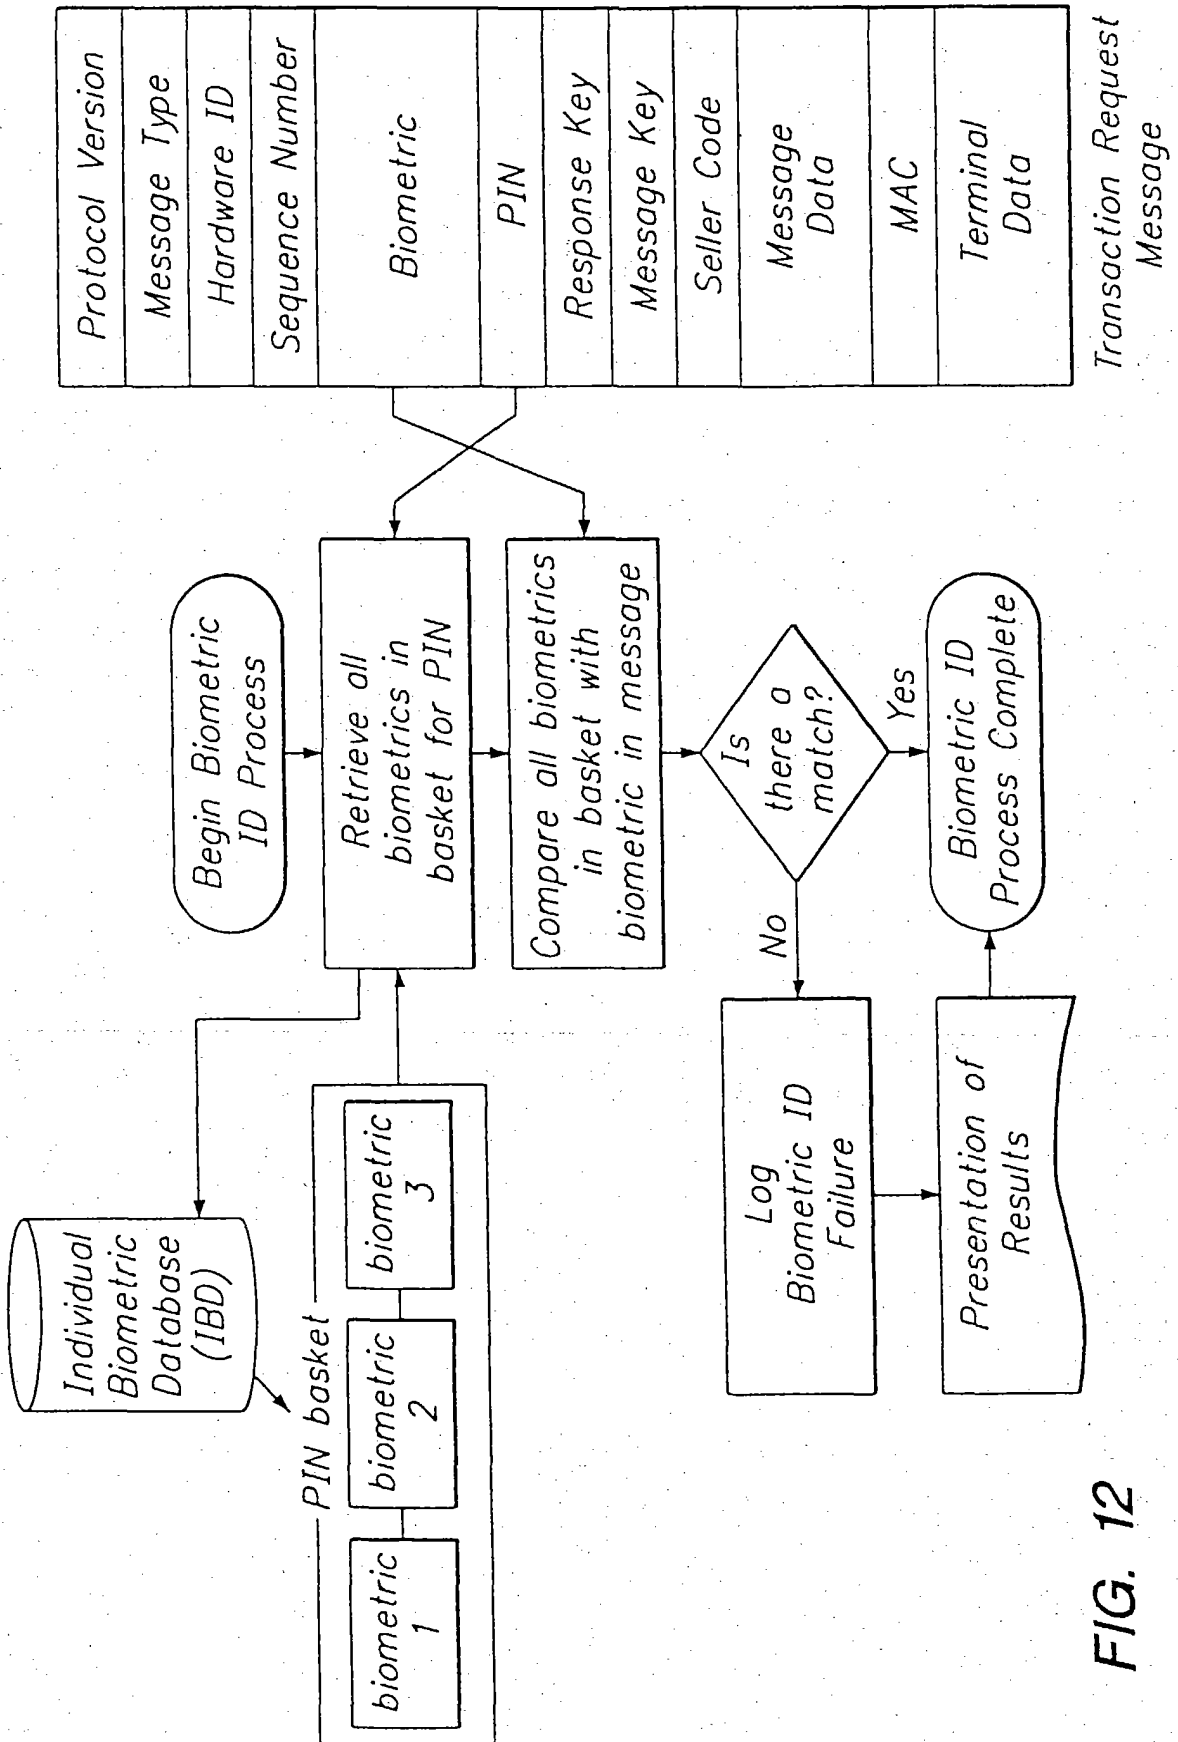 Individual
Biometric
Database
(IBD)
PIN basket
biometric
1
biometric
2
biometric
3
Begin Biometric
ID Process
Retrieve all
biometrics in
basket for PIN
Compare all biometrics
in basket with
biometric in message
Is
there a
match?
No
Yes
Log
Biometric ID
Failure
Presentation of
Results
Biometric ID
Process Complete
Protocol Version
Message Type
Hardware ID
Sequence Number
Biometric
PIN
Response Key
Message Key
Seller Code
Message
Data
MAC
Terminal
Data
Transaction Request
Message
FIG. 12